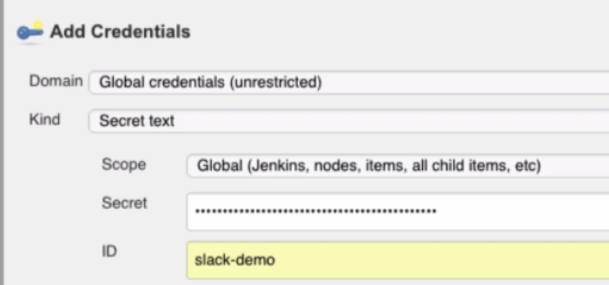 Add Credentials
Domain Global credentials (unrestricted)
Kind Secret text
Scope Global (Jenkins, nodes, items, all child items, etc)
Secret ••••••••••••••••••••••••••••••••••••••••••••
ID slack-demo